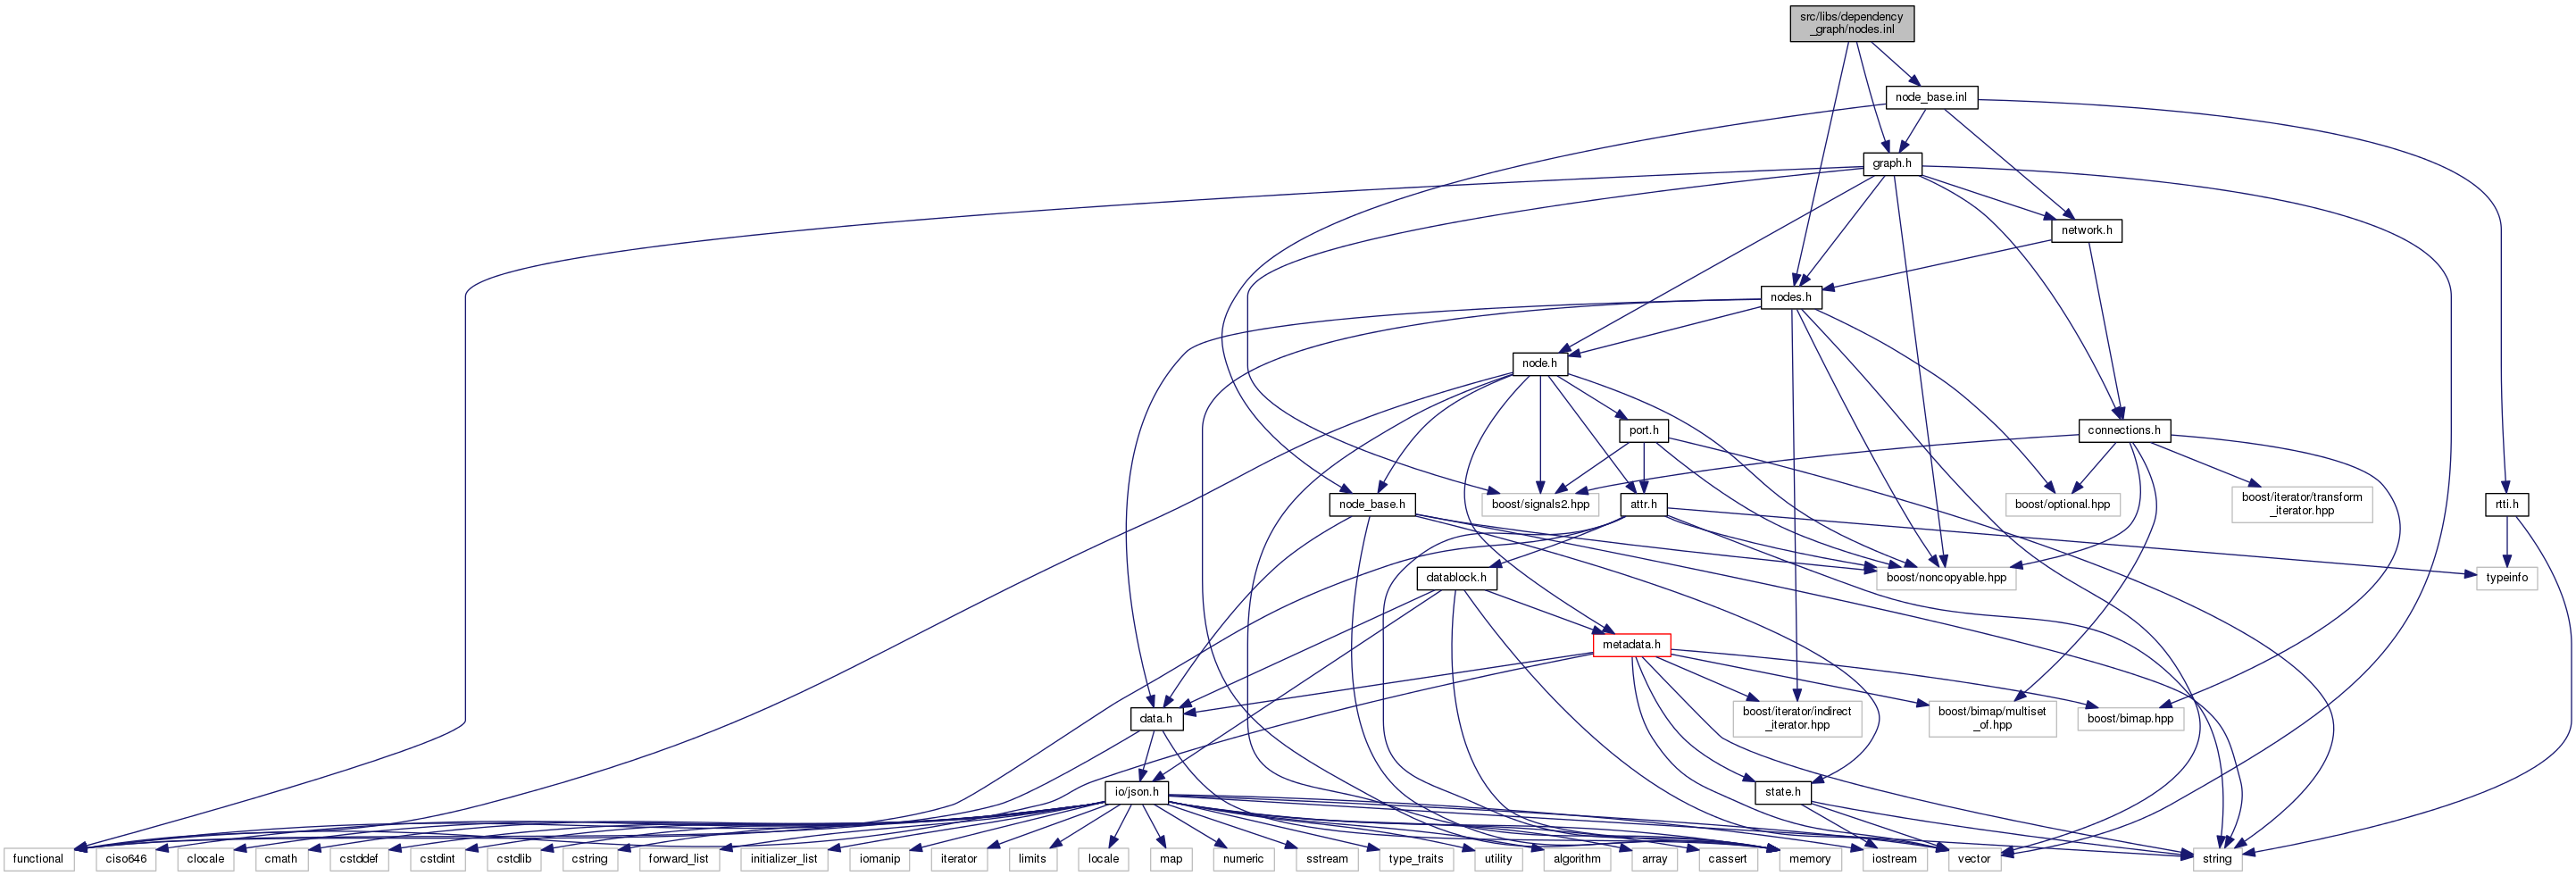 src/libs/dependency
_graph/nodes.inl
node_base.inl
graph.h
network.h
nodes.h
node.h
port.h
connections.h
node_base.h
boost/signals2.hpp
attr.h
boost/optional.hpp
boost/iterator/transform
_iterator.hpp
rtti.h
datablock.h
boost/noncopyable.hpp
typeinfo
metadata.h
data.h
boost/iterator/indirect
_iterator.hpp
boost/bimap/multiset
_of.hpp
boost/bimap.hpp
io/json.h
state.h
functional
ciso646
clocale
cmath
cstddef
cstdint
cstdlib
cstring
forward_list
initializer_list
iomanip
iterator
limits
locale
map
numeric
sstream
type_traits
utility
algorithm
array
cassert
memory
iostream
vector
string